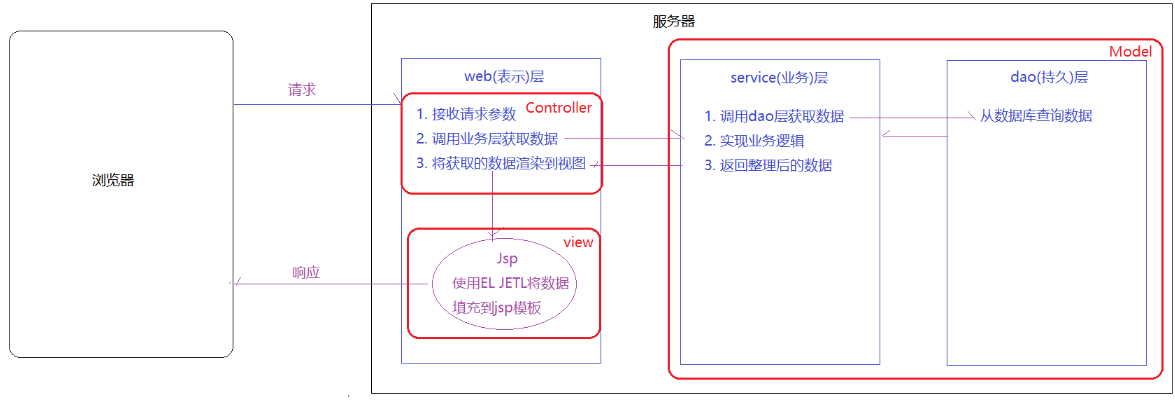 服务器
Model
浏览器
请求
web(表示)层
Controller
1. 接收请求参数
2. 调用业务层获取数据
3. 将获取的数据渲染到视图
view
Jsp
使用EL JETL将数据
填充到jsp模板
响应
service(业务)层
1. 调用dao层获取数据
2. 实现业务逻辑
3. 返回整理后的数据
dao(持久)层
从数据库查询数据